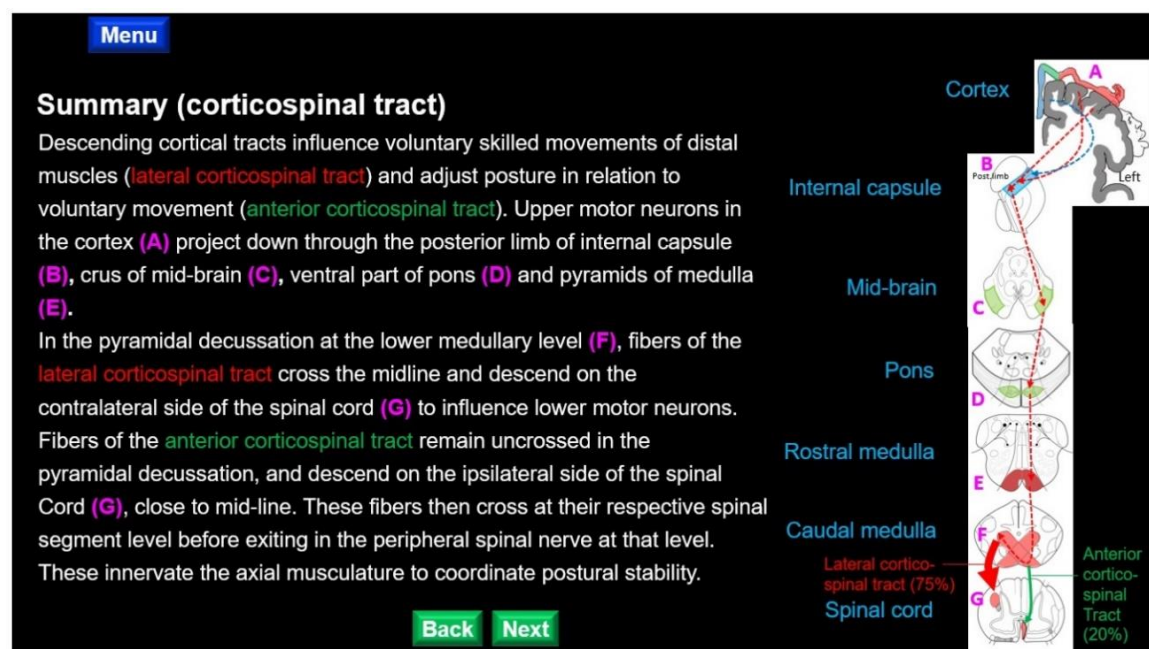 Menu
Summary (corticospinal tract)
Descending cortical tracts influence voluntary skilled movements of distal
muscles (lateral corticospinal tract) and adjust posture in relation to
voluntary movement (anterior corticospinal tract). Upper motor neurons in
the cortex (A) project down through the posterior limb of internal capsule
(B), crus of mid-brain (C), ventral part of pons (D) and pyramids of medulla
(E).
In the pyramidal decussation at the lower medullary level (F), fibers of the
lateral corticospinal tract cross the midline and descend on the
contralateral side of the spinal cord (G) to influence lower motor neurons.
Fibers of the anterior corticospinal tract remain uncrossed in the
pyramidal decussation, and descend on the ipsilateral side of the spinal
Cord (G), close to mid-line. These fibers then cross at their respective spinal
segment level before exiting in the peripheral spinal nerve at that level.
These innervate the axial musculature to coordinate postural stability.
Back
Next
Cortex
A
Internal capsule
B
Post.limb
Left
Mid-brain
C
Pons
D
Rostral medulla
E
Caudal medulla
F
Lateral cortico-
spinal tract (75%)
Spinal cord
G
Anterior
cortico-
spinal
Tract
(20%)